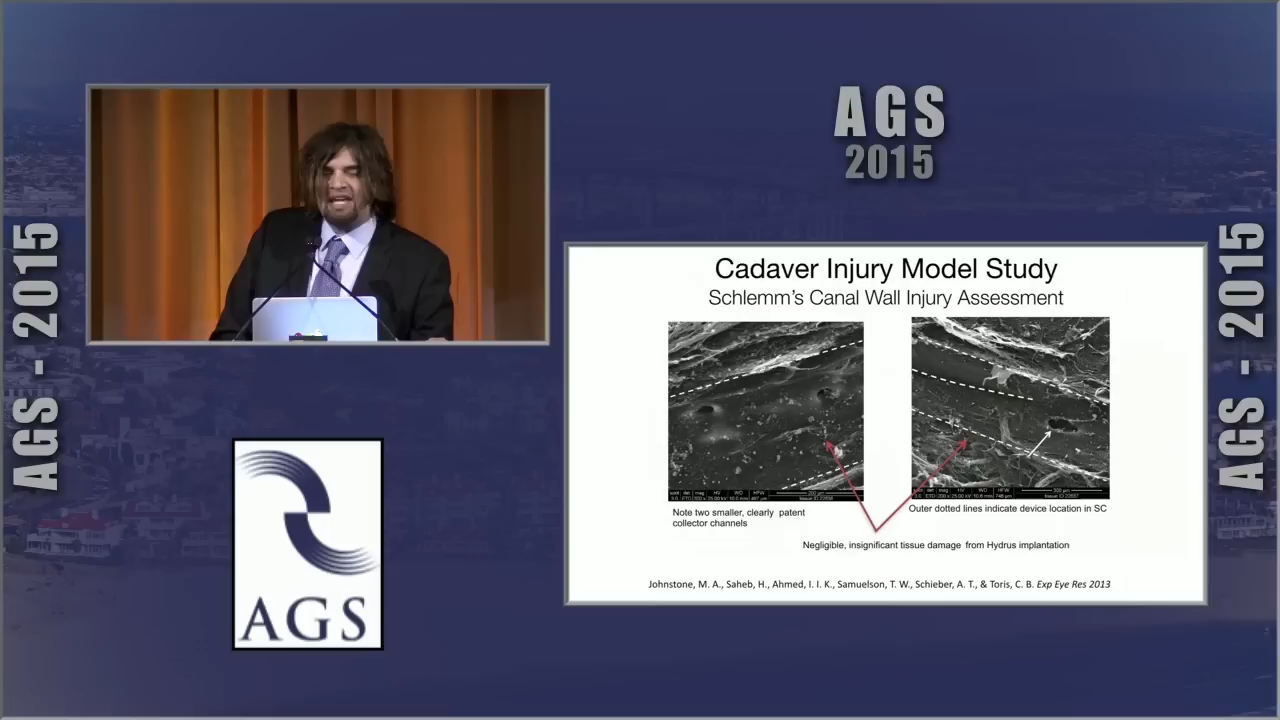 AGS
2015
AGS - 2015
AGS - 2015
AGS
Cadaver Injury Model Study
Schlemm's Canal Wall Injury Assessment
Note two smaller, clearly patent
collector channels
Outer dotted lines indicate device location in SC
Negligible, insignificant tissue damage from Hydrus implantation
Johnstone, M. A., Saheb, H., Ahmed, I. I. K., Samuelson, T. W., Schieber, A. T., & Toris, C. B. Exp Eye Res 2013